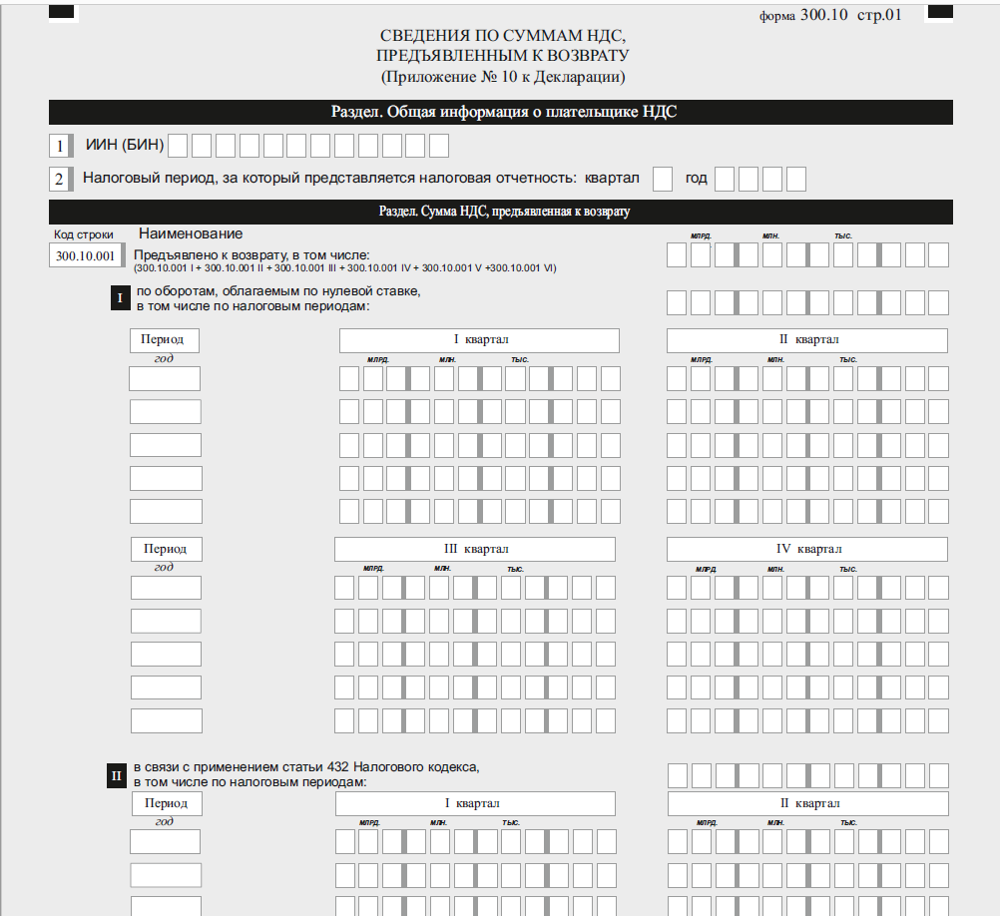 форма 300.10 стр.01
СВЕДЕНИЯ ПО СУММАМ НДС,
ПРЕДЪЯВЛЕННЫМ К ВОЗВРАТУ
(Приложение № 10 к Декларации)
Раздел. Общая информация о плательщике НДС
1 ИИН (БИН)
2 Налоговый период, за который представляется налоговая отчетность: квартал год
Раздел. Сумма НДС, предъявленная к возврату
Код строки Наименование
МЛРД. МЛН. ТЫС.
300.10.001 Предъявлено к возврату, в том числе:
(300.10.001 I + 300.10.001 II + 300.10.001 III + 300.10.001 IV + 300.10.001 V +300.10.001 VI)
I по оборотам, облагаемым по нулевой ставке,
в том числе по налоговым периодам:
Период I квартал II квартал
год МЛРД. МЛН. ТЫС. МЛРД. МЛН. ТЫС.
Период III квартал IV квартал
год МЛРД. МЛН. ТЫС. МЛРД. МЛН. ТЫС.
II в связи с применением статьи 432 Налогового кодекса,
в том числе по налоговым периодам:
Период I квартал II квартал
год МЛРД. МЛН. ТЫС. МЛРД. МЛН. ТЫС.